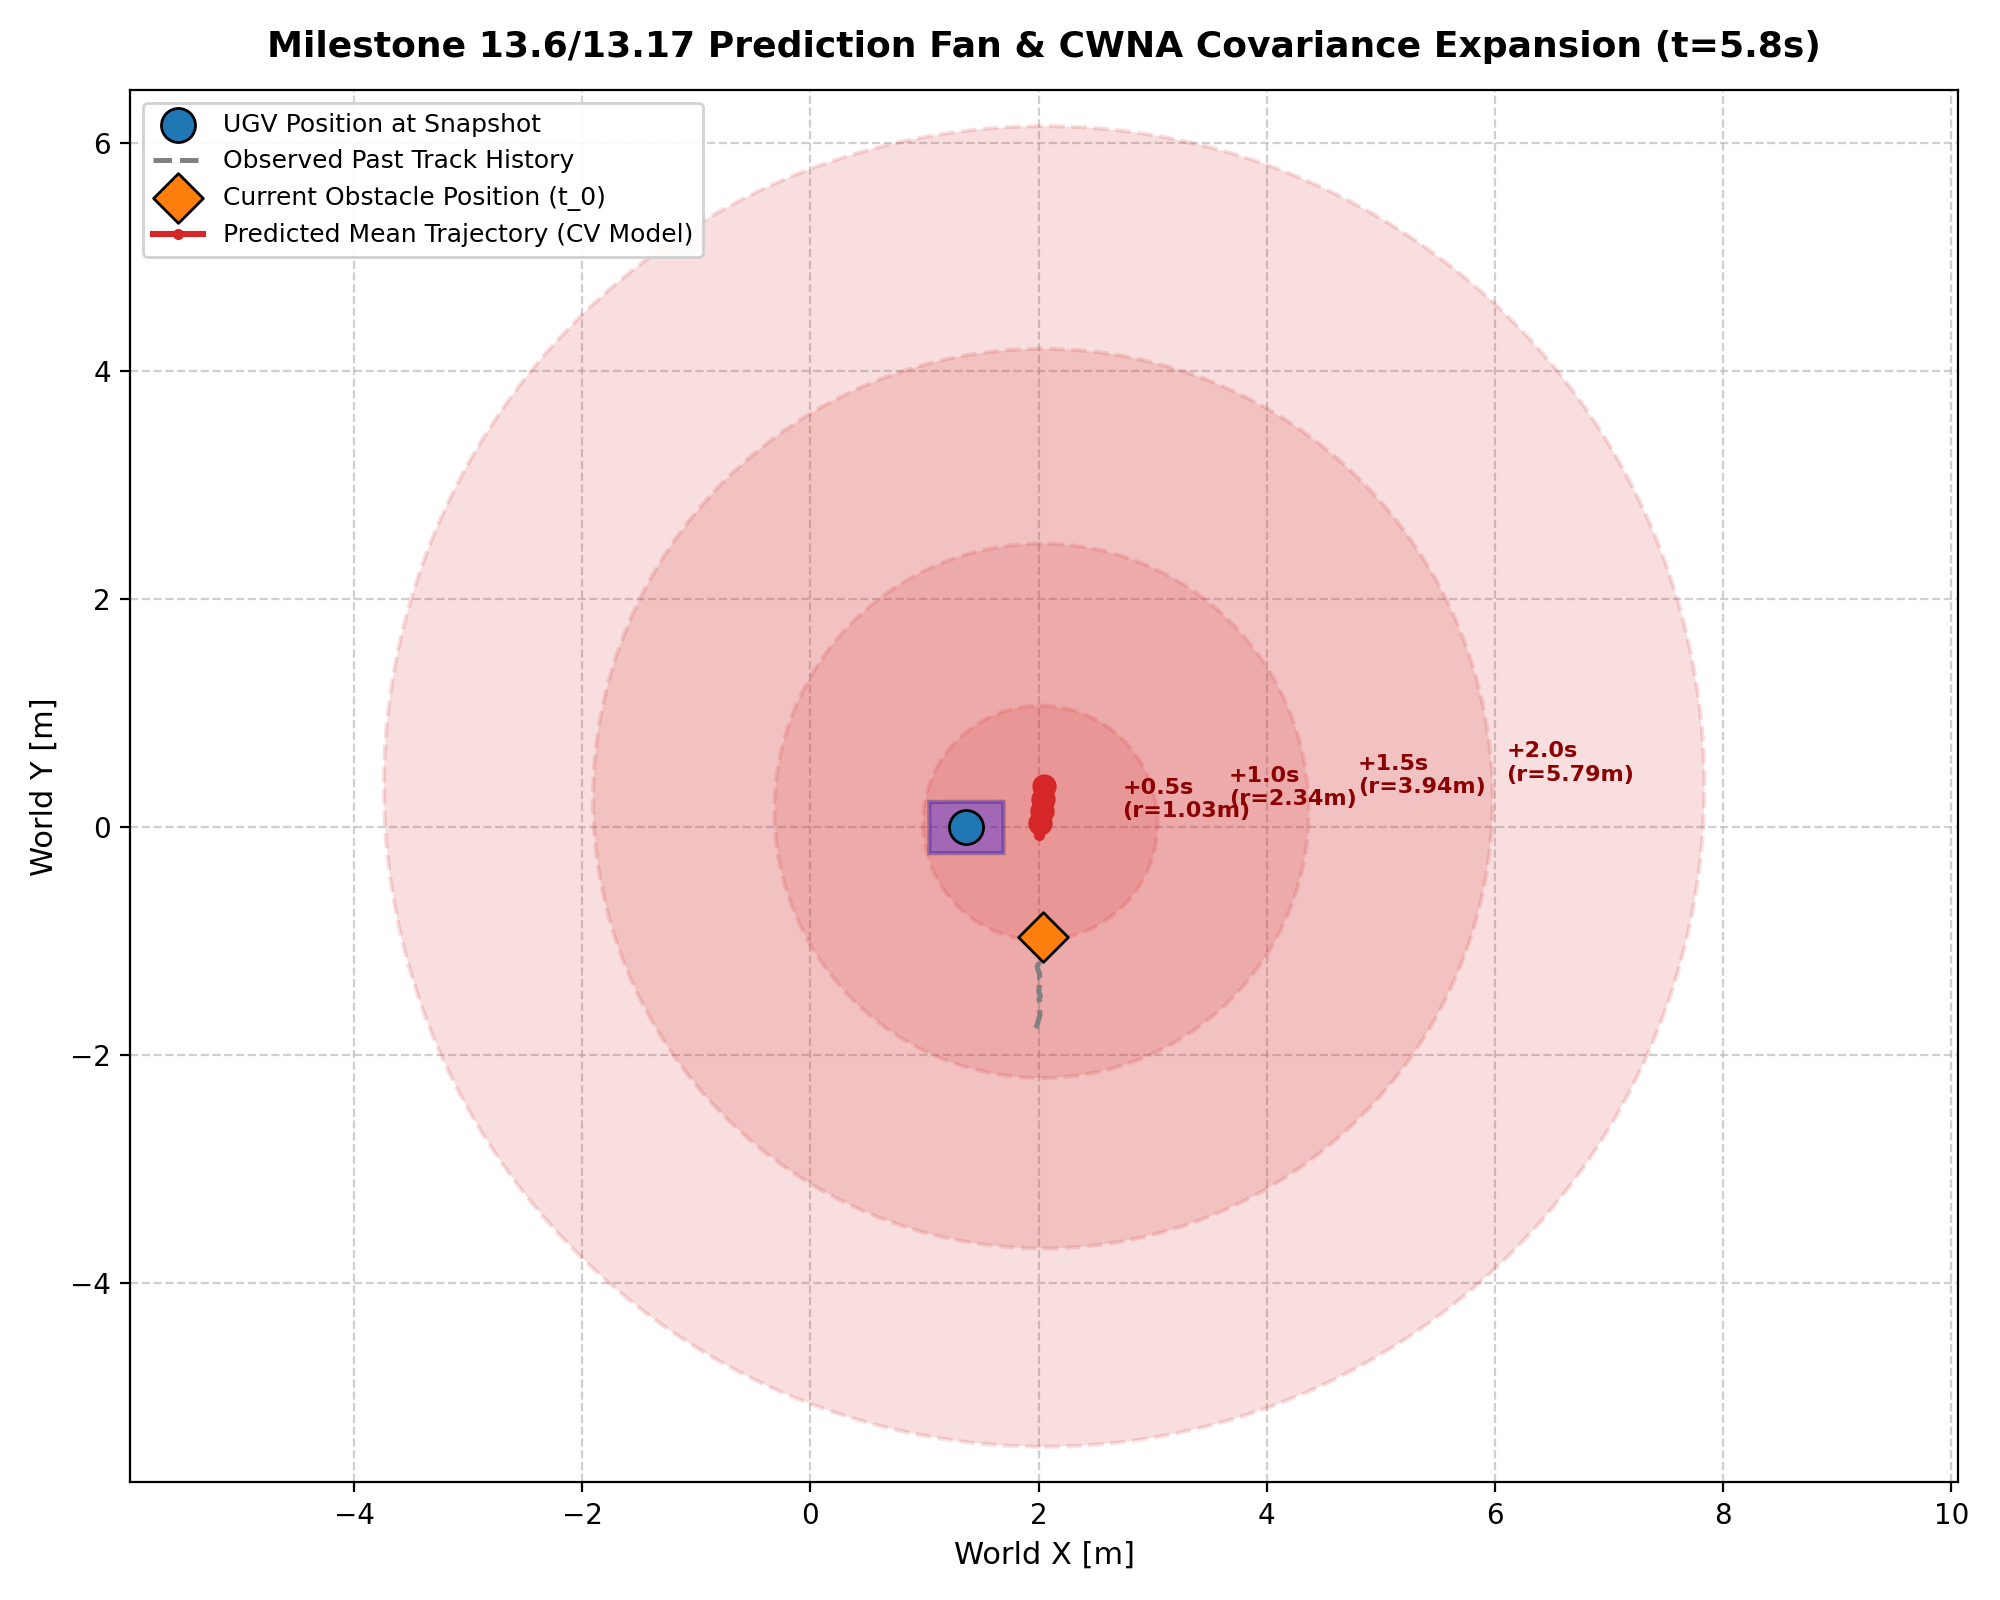 Milestone 13.6/13.17 Prediction Fan & CWNA Covariance Expansion (t=5.8s)
UGV Position at Snapshot
Observed Past Track History
Current Obstacle Position (t_0)
Predicted Mean Trajectory (CV Model)
6
4
2
0
−2
−4
World Y [m]
+0.5s
(r=1.03m)
+1.0s
(r=2.34m)
+1.5s
(r=3.94m)
+2.0s
(r=5.79m)
−4
−2
0
2
4
6
8
10
World X [m]